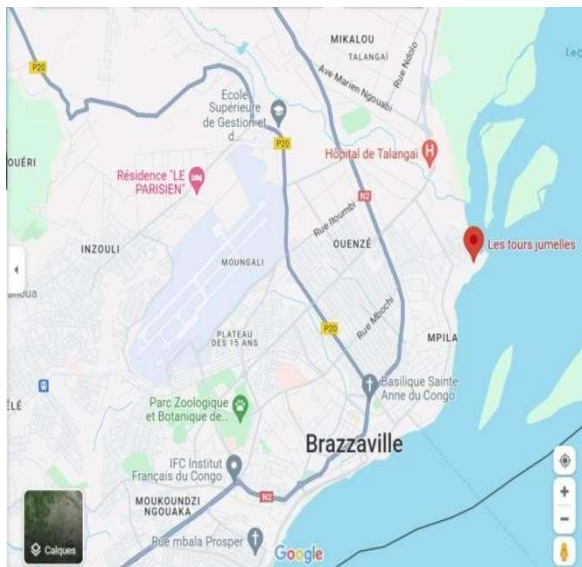 MIKALOU
TALANGAÏ
Rue Ndolo
Ave Marien Ngouabi
P20
Ecole
Supérieure
de Gestion et
d...
P20
Hôpital de Talangaï
H
OUÉRI
Résidence "LE
PARISIEN"
N2
Rue Itoumbi
OUENZÉ
Les tours jumelles
INZOULI
MOUNGALI
P20
Rue Mbochi
MPILA
PLATEAU
DES 15 ANS
Basilique Sainte
Anne du Congo
Parc Zoologique
et Botanique de...
Brazzaville
IFC Institut
Français du Congo
MOUKOUNDZI
NGOUAKA
N2
Rue mbala Prosper
Calques
Google